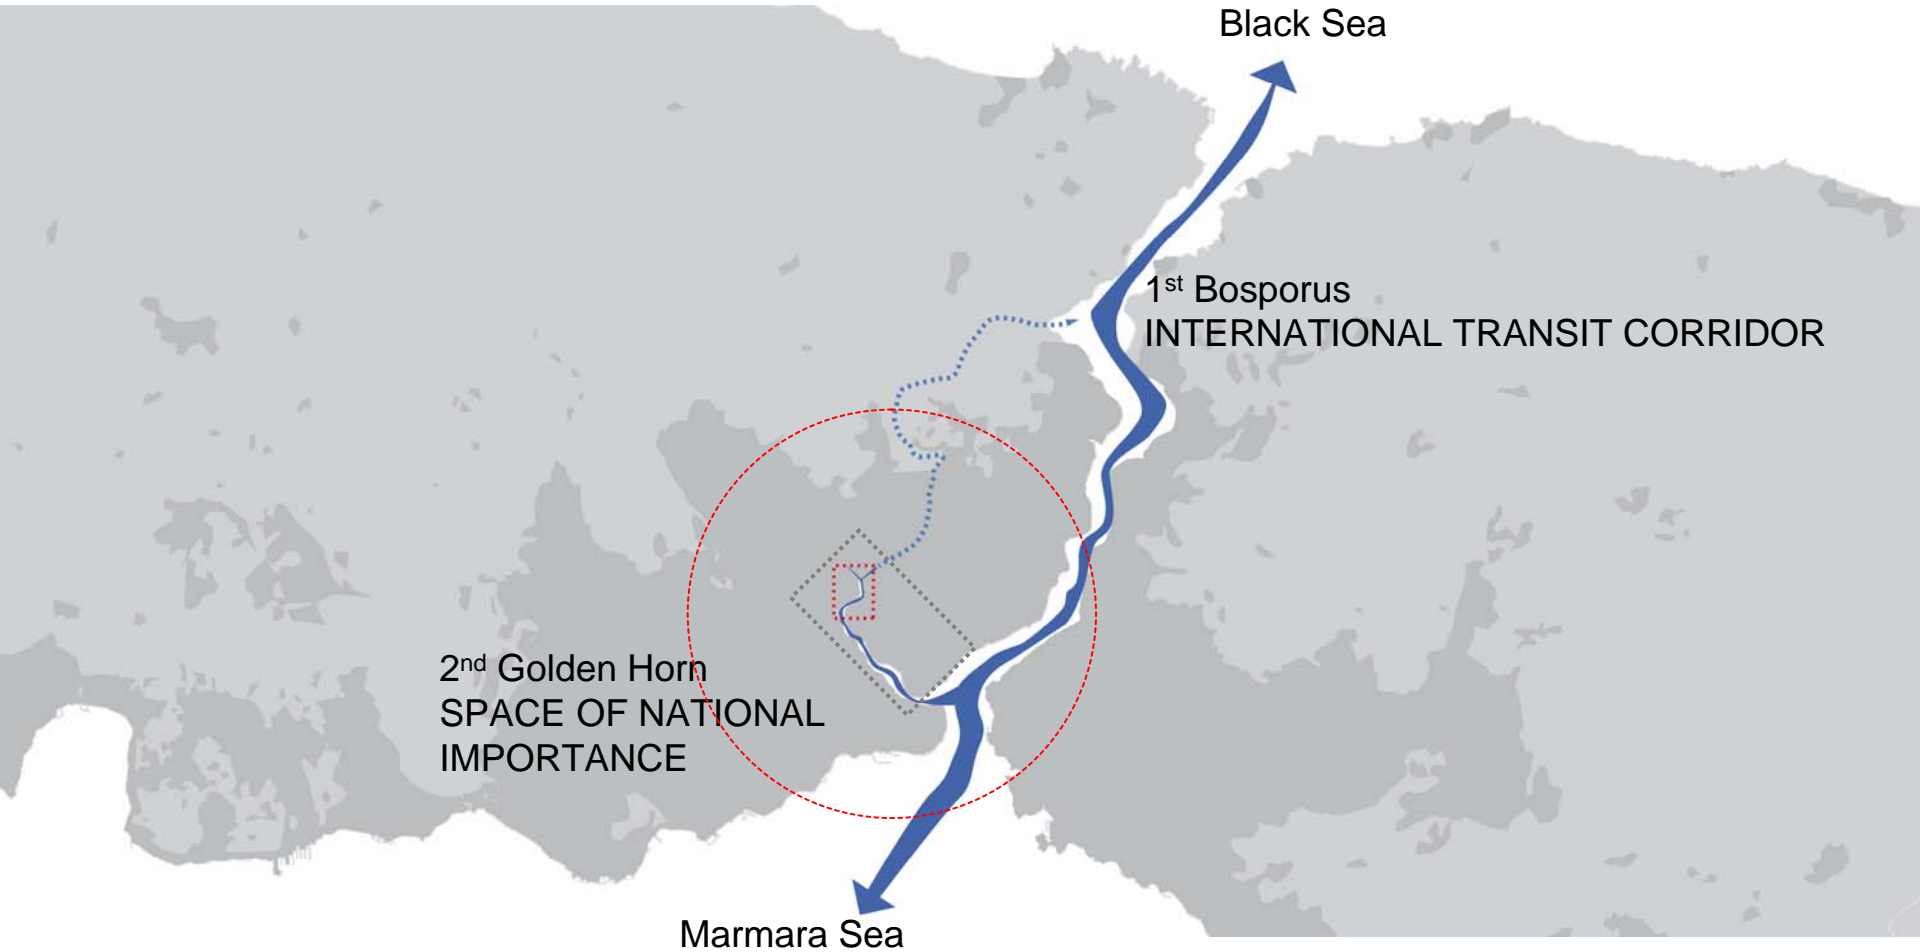 Black Sea
1st Bosporus
INTERNATIONAL TRANSIT CORRIDOR
2nd Golden Horn
SPACE OF NATIONAL
IMPORTANCE
Marmara Sea